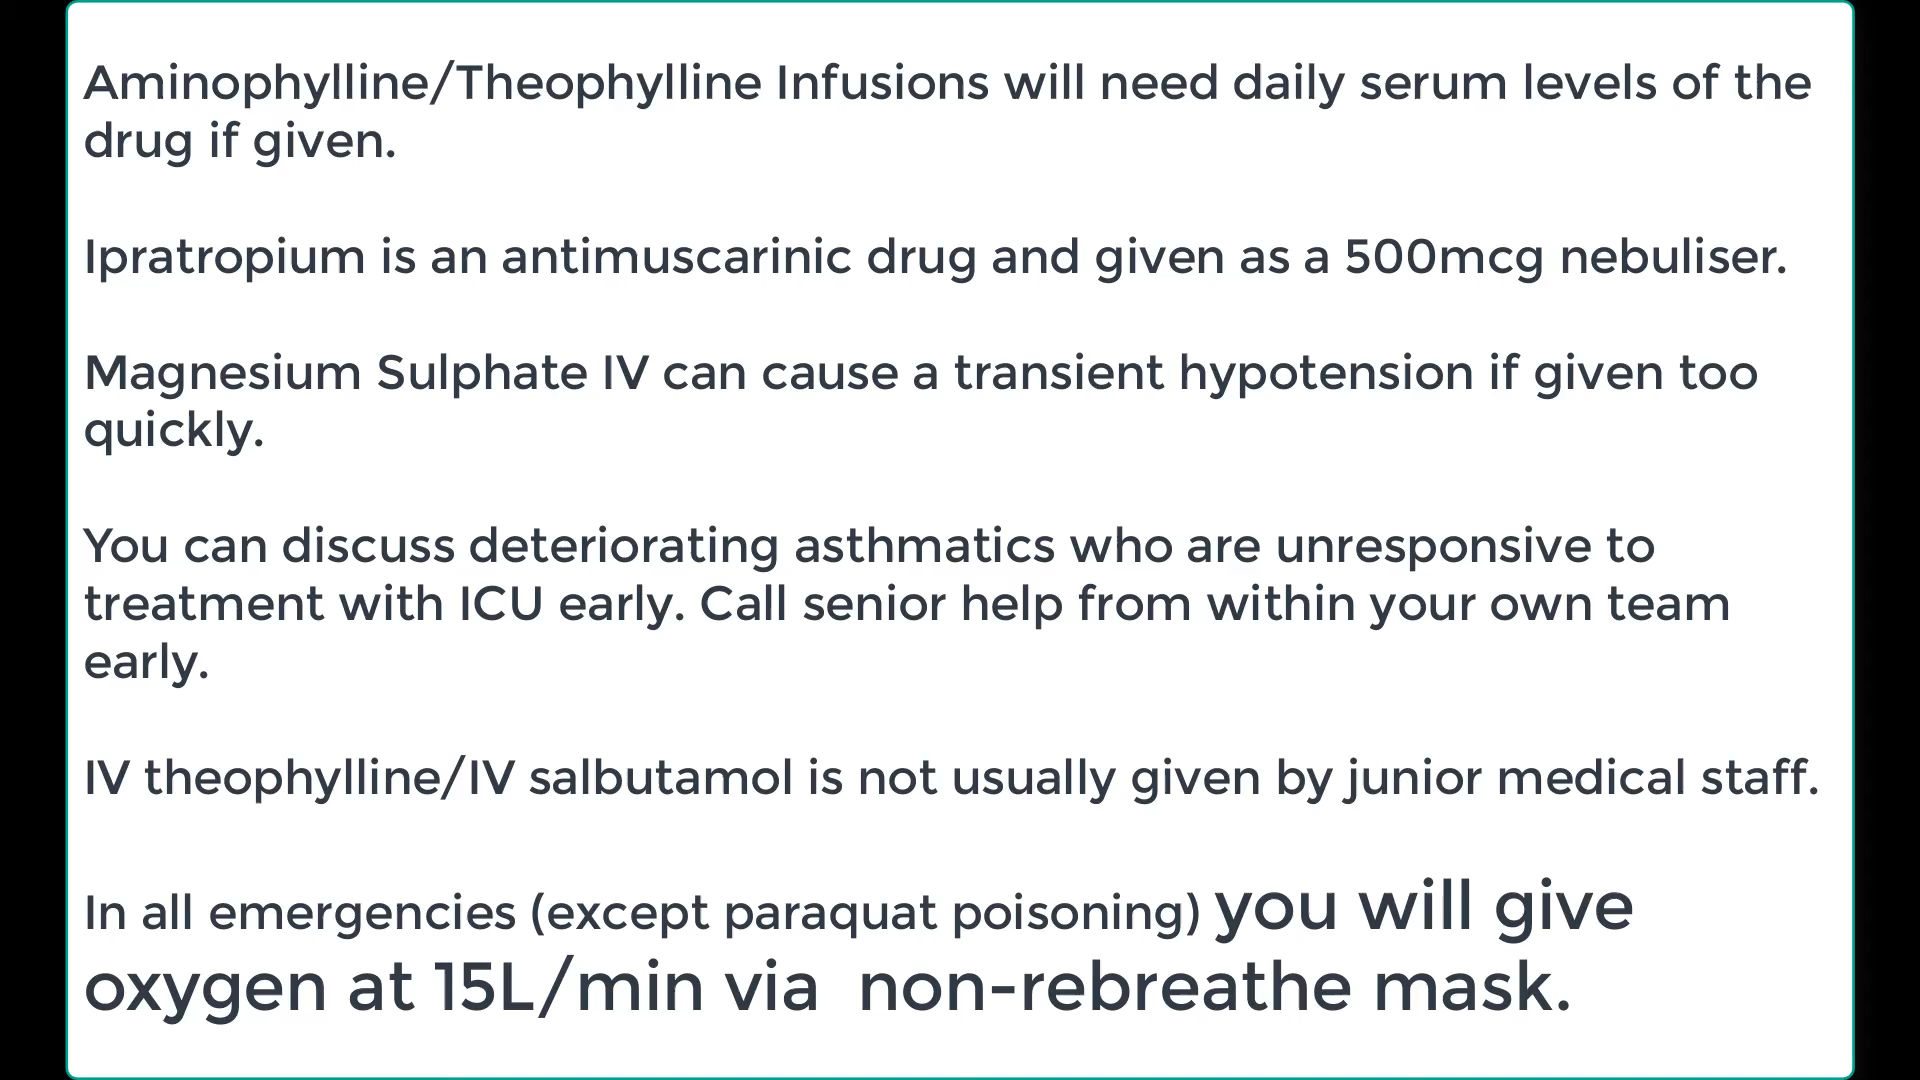 Aminophylline/Theophylline Infusions will need daily serum levels of the
drug if given.
Ipratropium is an antimuscarinic drug and given as a 500mcg nebuliser.
Magnesium Sulphate IV can cause a transient hypotension if given too
quickly.
You can discuss deteriorating asthmatics who are unresponsive to
treatment with ICU early. Call senior help from within your own team
early.
IV theophylline/IV salbutamol is not usually given by junior medical staff.
In all emergencies (except paraquat poisoning) you will give
oxygen at 15L/min via  non-rebreathe mask.